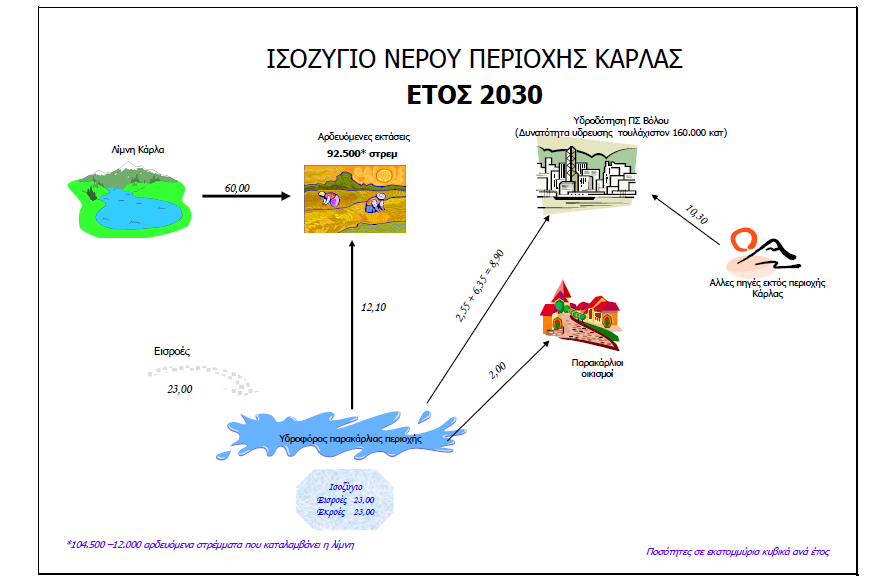 ΙΣΟΖΥΓΙΟ ΝΕΡΟΥ ΠΕΡΙΟΧΗΣ ΚΑΡΛΑΣ
ΕΤΟΣ 2030
Λίμνη Κάρλα
Αρδευόμενες εκτάσεις
92.500* στρεμ
Υδροδότηση ΠΣ Βόλου
(Δυνατότητα υδρευσης τουλάχιστον 160.000 κατ)
60,00
10,30
Αλλες πηγές εκτός περιοχής
Κάρλας
2,55 + 6,35 = 8,90
12,10
Εισροές
23,00
2,00
Παρακάρλιοι
οικισμοί
Υδροφόρος παρακάρλιας περιοχής
Ισοζύγιο
Εισροές 23,00
Εκροές 23,00
*104.500 –12.000 αρδευόμενα στρέμματα που καταλαμβάνει η λίμνη
Ποσότητες σε εκατομμύρια κυβικά ανά έτος